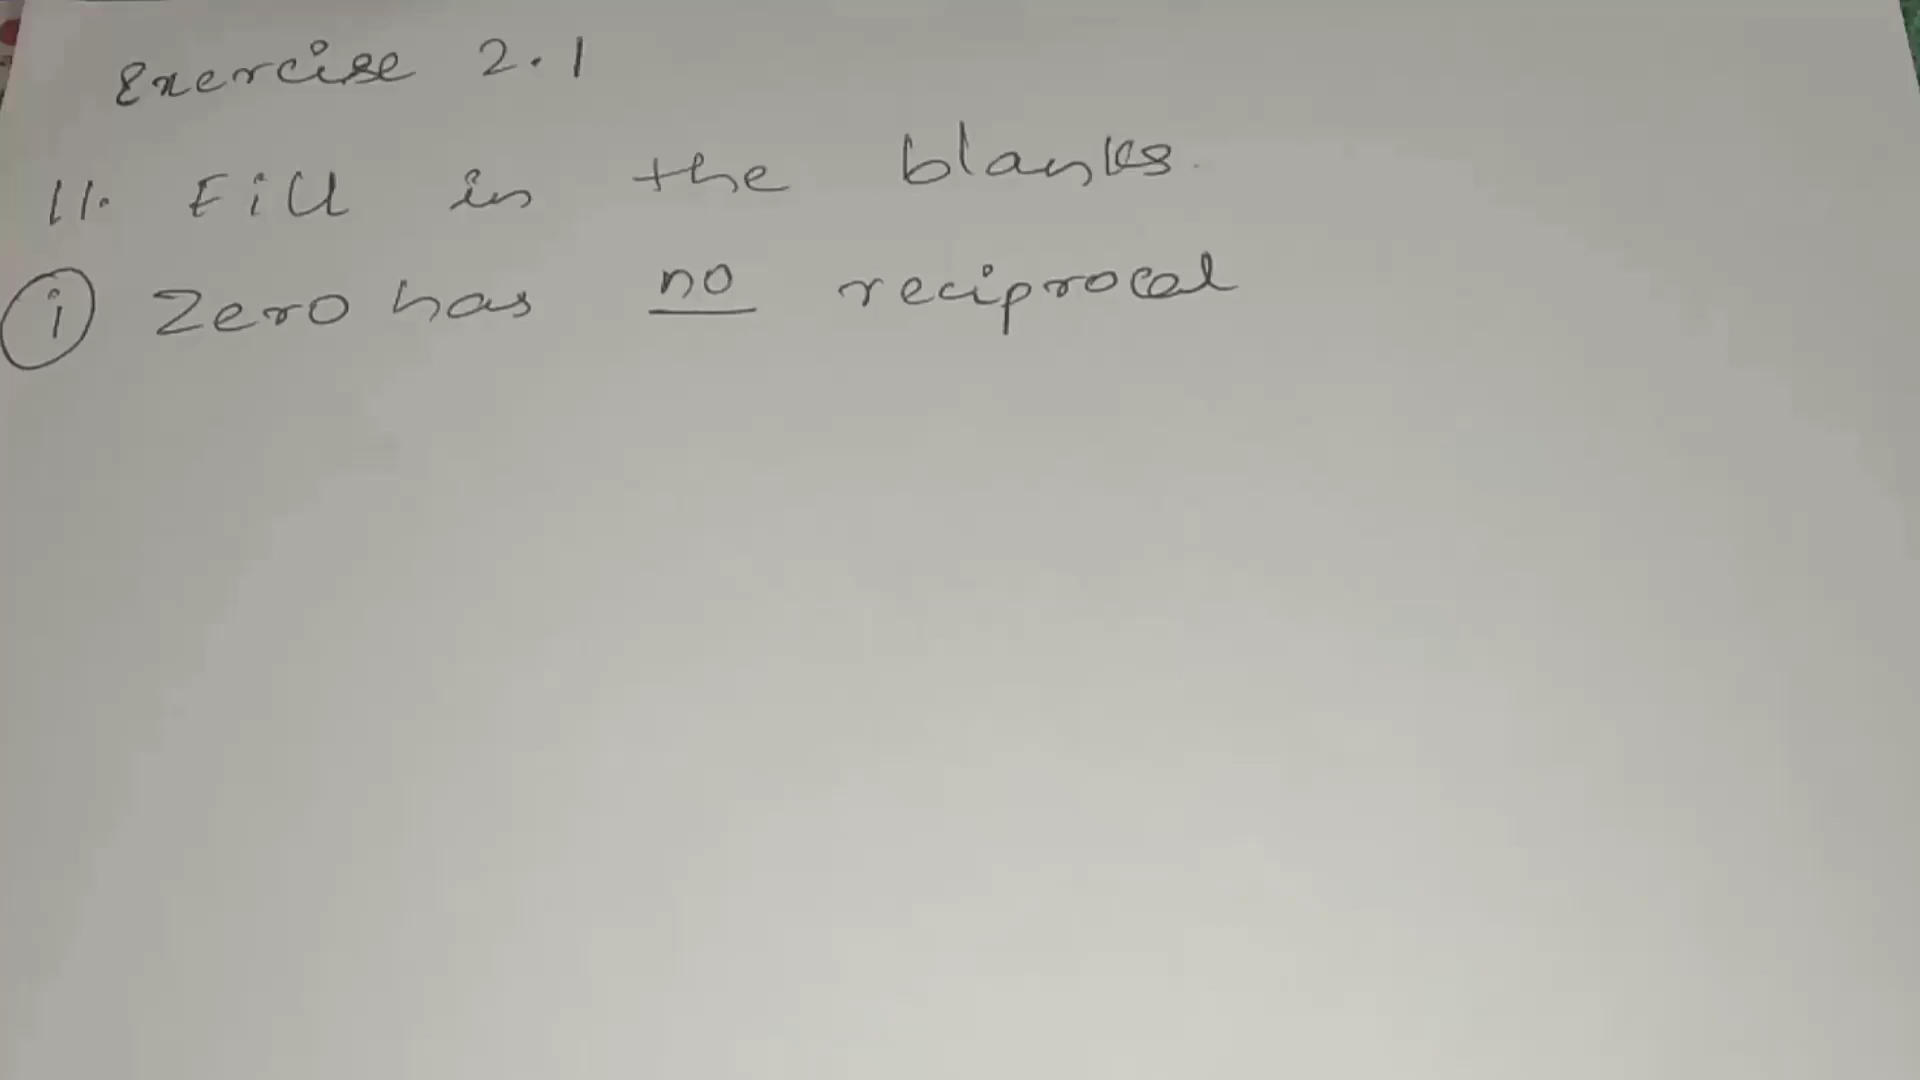 Exercise 2.1
11. Fill in the blanks.
i Zero has no reciprocal